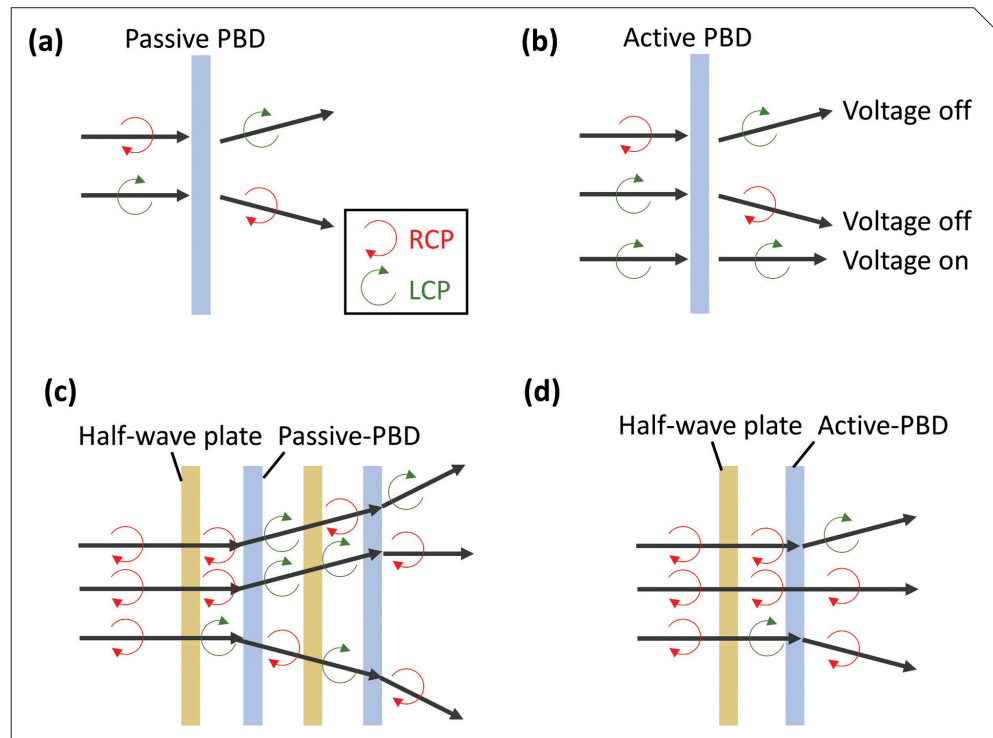 (a)
Passive PBD
RCP
LCP
(b)
Active PBD
Voltage off
Voltage off
Voltage on
(c)
Half-wave plate
Passive-PBD
(d)
Half-wave plate
Active-PBD